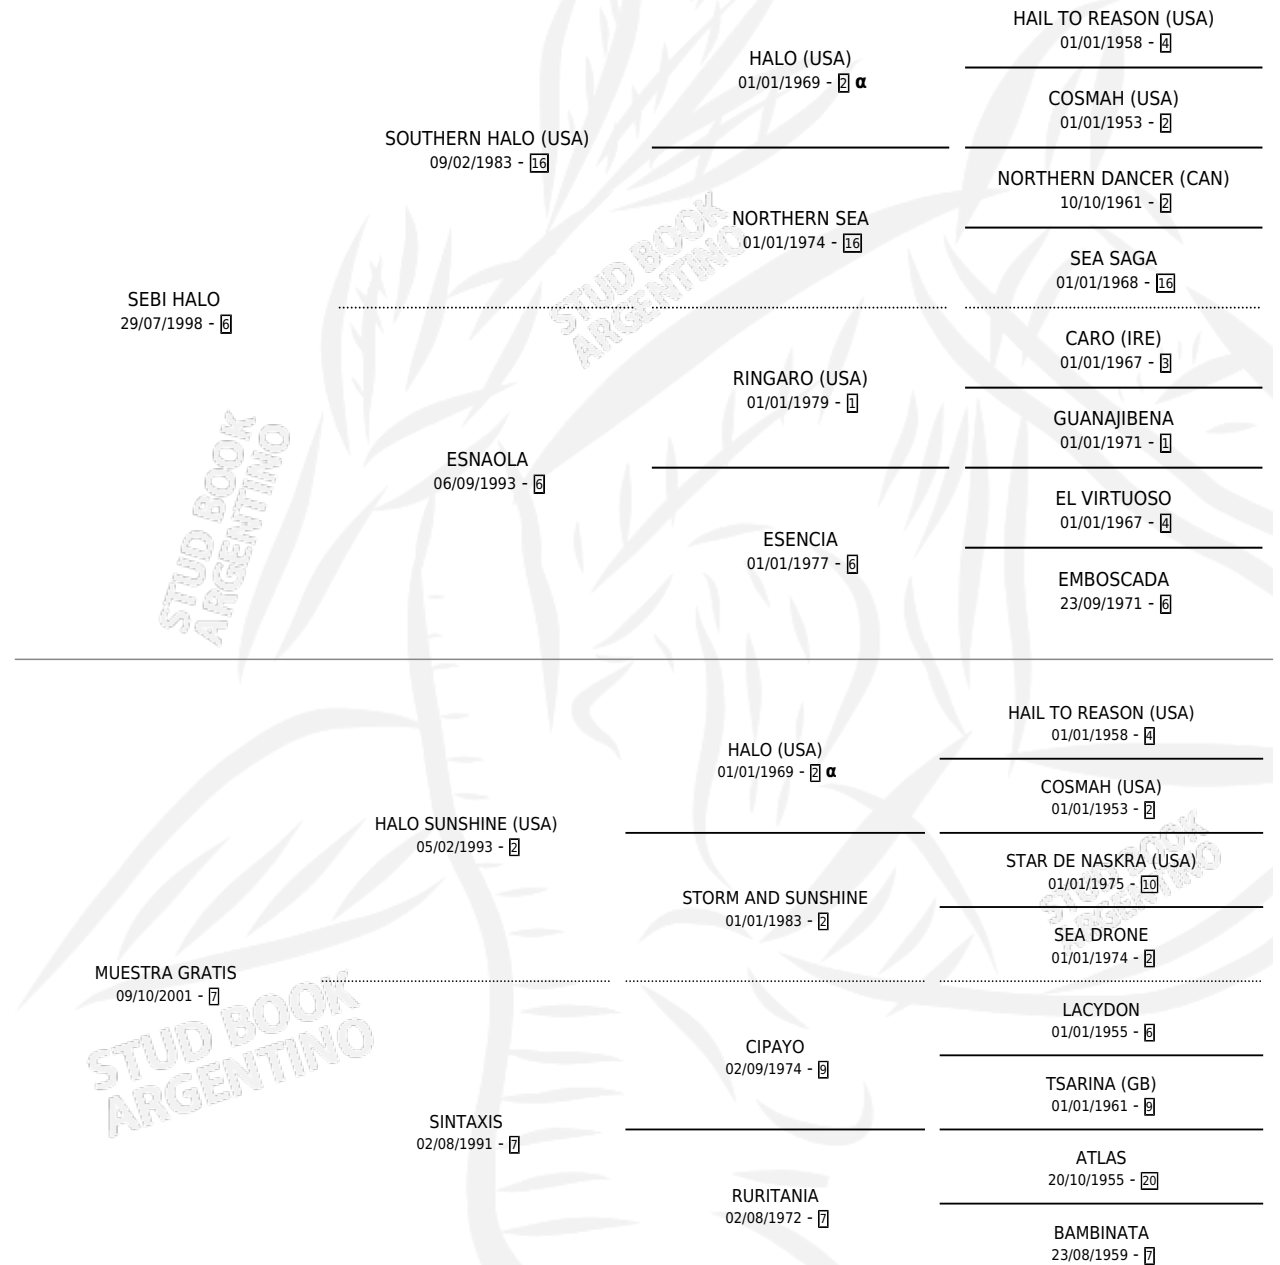 HAIL TO REASON (USA)
01/01/1958 - 4
HALO (USA)
01/01/1969 - 2 α
COSMAH (USA)
01/01/1953 - 2
SOUTHERN HALO (USA)
09/02/1983 - 16
NORTHERN DANCER (CAN)
10/10/1961 - 2
NORTHERN SEA
01/01/1974 - 16
SEA SAGA
01/01/1968 - 16
SEBI HALO
29/07/1998 - 6
CARO (IRE)
01/01/1967 - 3
RINGARO (USA)
01/01/1979 - 1
GUANAJIBENA
01/01/1971 - 1
ESNAOLA
06/09/1993 - 6
EL VIRTUOSO
01/01/1967 - 4
ESENCIA
01/01/1977 - 6
EMBOSCADA
23/09/1971 - 6
STUD BOOK
ARGENTINO
STUD BOOK
ARGENTINO
HAIL TO REASON (USA)
01/01/1958 - 4
HALO (USA)
01/01/1969 - 2 α
COSMAH (USA)
01/01/1953 - 2
HALO SUNSHINE (USA)
05/02/1993 - 2
STAR DE NASKRA (USA)
01/01/1975 - 10
STORM AND SUNSHINE
01/01/1983 - 2
SEA DRONE
01/01/1974 - 2
MUESTRA GRATIS
09/10/2001 - 7
LACYDON
01/01/1955 - 6
CIPAYO
02/09/1974 - 9
TSARINA (GB)
01/01/1961 - 9
SINTAXIS
02/08/1991 - 7
ATLAS
20/10/1955 - 20
RURITANIA
02/08/1972 - 7
BAMBINATA
23/08/1959 - 7
STUD BOOK
ARGENTINO
STUD BOOK
ARGENTINO